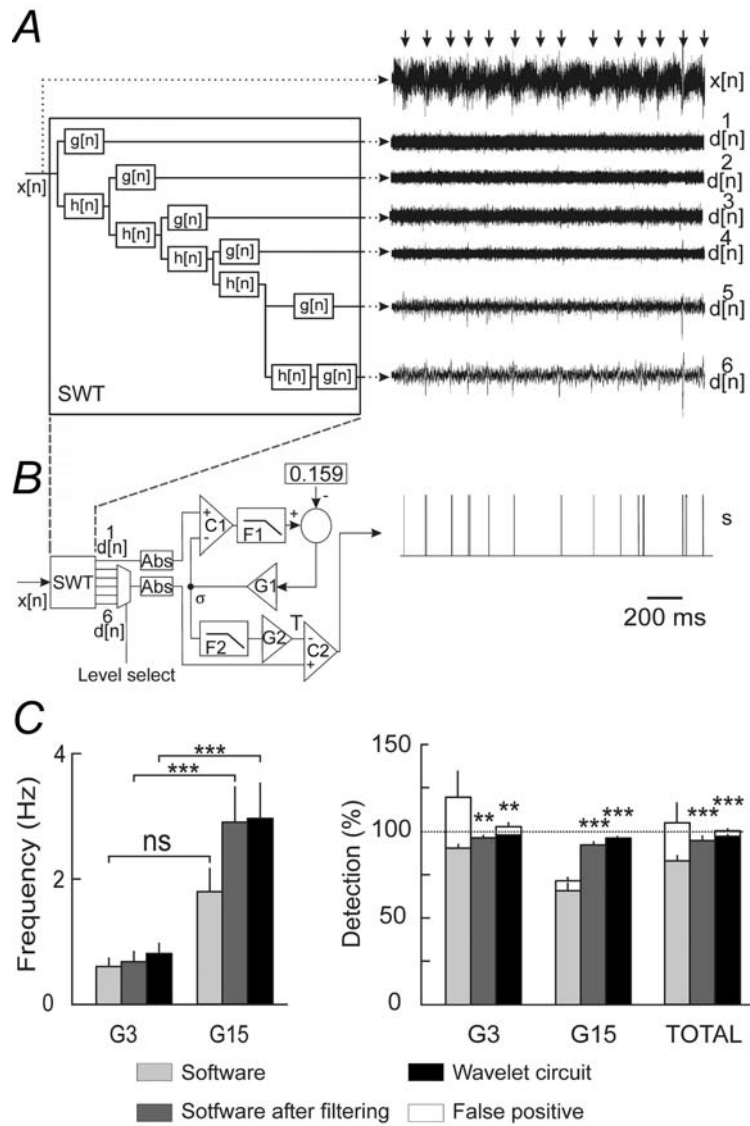 A
x[n]
g[n]
1
d[n]
g[n]
2
d[n]
x[n]
h[n]
g[n]
3
d[n]
h[n]
g[n]
4
d[n]
h[n]
h[n]
g[n]
5
d[n]
h[n]
g[n]
6
d[n]
SWT
B
0.159
-
+
1
d[n]
Abs
+
-
C1
F1
s
SWT
x[n]
Abs
σ
G1
6
d[n]
F2
G2
T
-
+
C2
200 ms
Level select
C
Frequency (Hz)
4
2
0
ns
***
***
G3
G15
Detection (%)
150
100
50
0
**
**
***
***
***
***
G3
G15
TOTAL
Software
Wavelet circuit
Sotfware after filtering
False positive